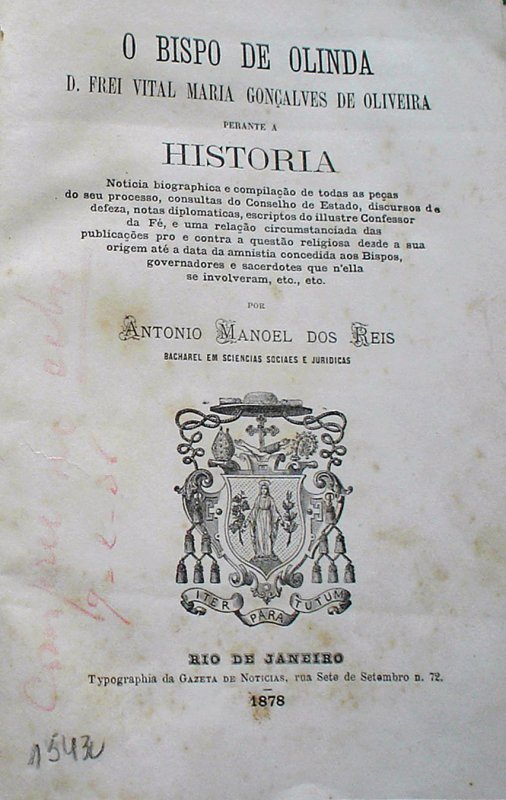 O BISPO DE OLINDA
D. FREI VITAL MARIA GONÇALVES DE OLIVEIRA
PERANTE A
HISTORIA
Noticia biographica e compilação de todas as peças
do seu processo, consultas do Conselho de Estado, discursos de
defeza, notas diplomaticas, escriptos do illustre Confessor
da Fé, e uma relação circumstanciada das
publicações pro e contra a questão religiosa desde a sua
origem até a data da amnistia concedida aos Bispos,
governadores e sacerdotes que n'ella
se involveram, etc., etc.
POR
ANTONIO MANOEL DOS REIS
BACHAREL EM SCIENCIAS SOCIAES E JURIDICAS
ITER PARA TUTUM
RIO DE JANEIRO
Typographia da GAZETA DE NOTICIAS, rua Sete de Setembro n. 72.
1878